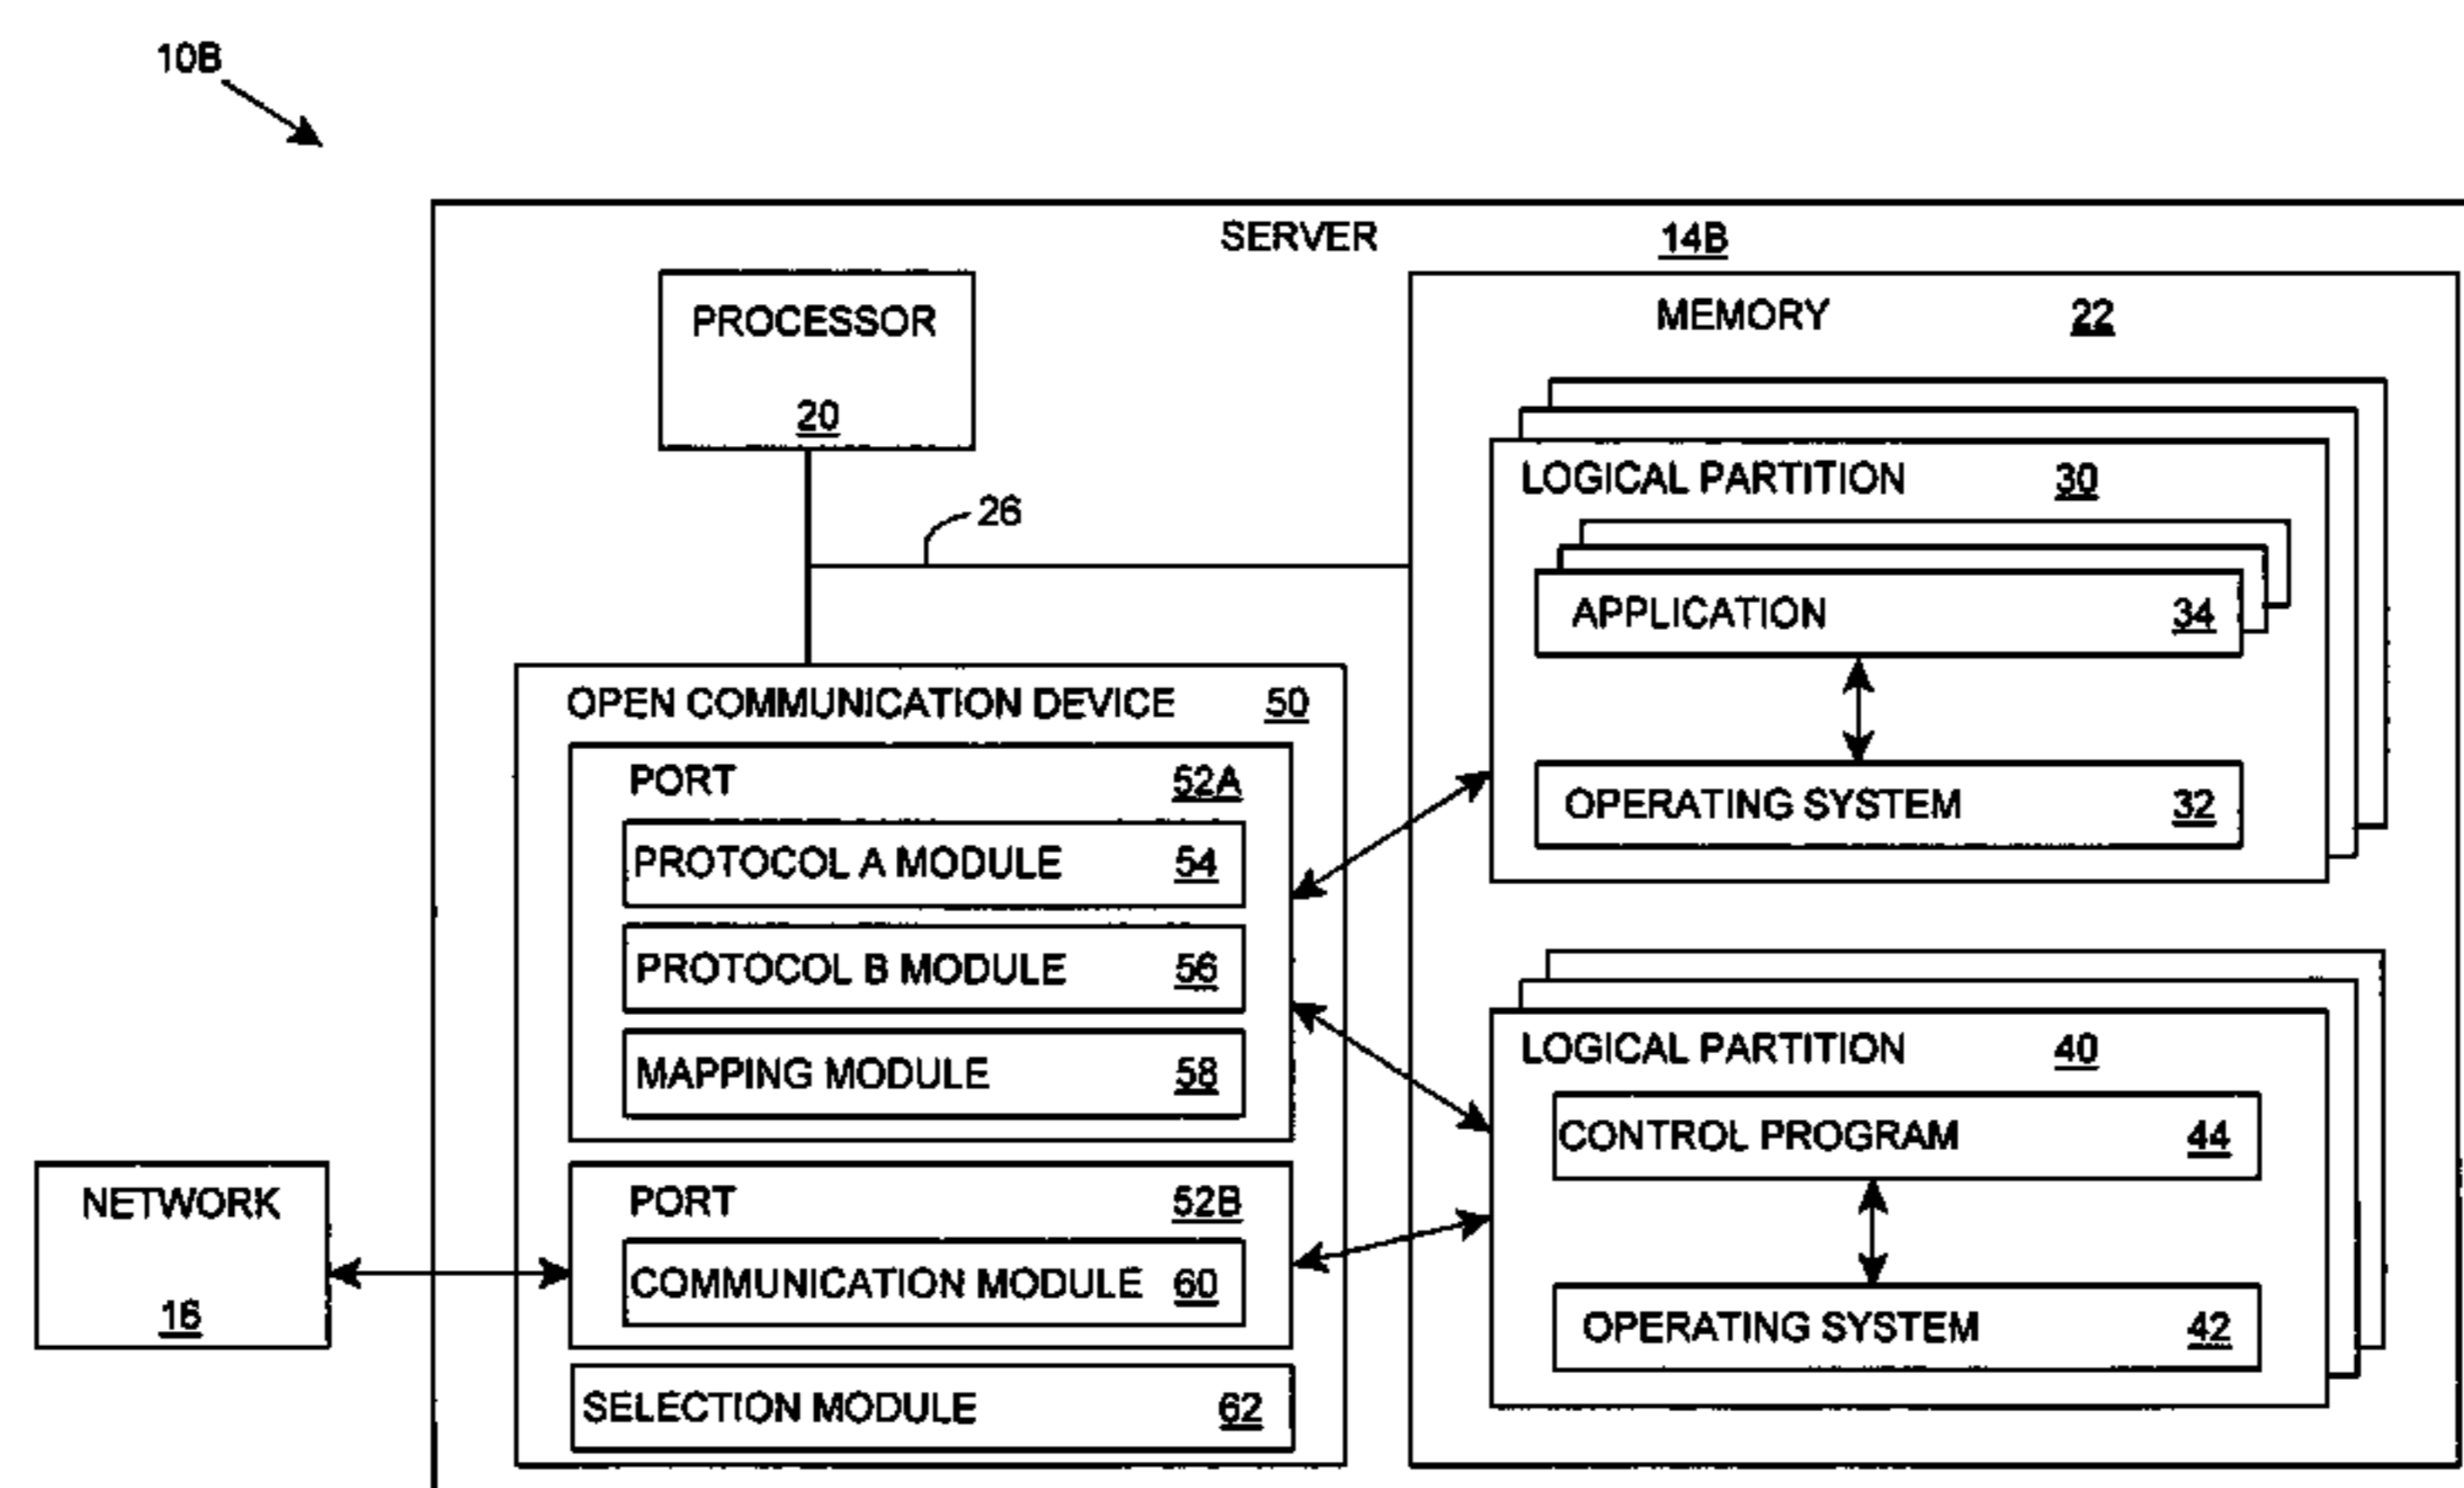 10B
SERVER 14B
PROCESSOR
20
26
MEMORY 22
LOGICAL PARTITION 30
APPLICATION 34
OPERATING SYSTEM 32
OPEN COMMUNICATION DEVICE 50
PORT 52A
PROTOCOL A MODULE 54
PROTOCOL B MODULE 56
MAPPING MODULE 58
PORT 52B
COMMUNICATION MODULE 60
SELECTION MODULE 62
LOGICAL PARTITION 40
CONTROL PROGRAM 44
OPERATING SYSTEM 42
NETWORK
16